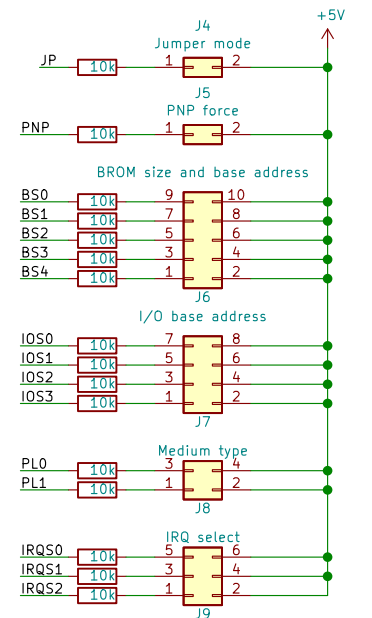 +5V
J4
Jumper mode
JP 10k 1 2
J5
PNP force
PNP 10k 1 2
BROM size and base address
BS0 10k 9 10
BS1 10k 7 8
BS2 10k 5 6
BS3 10k 3 4
BS4 10k 1 2
J6
I/O base address
IOS0 10k 7 8
IOS1 10k 5 6
IOS2 10k 3 4
IOS3 10k 1 2
J7
Medium type
PL0 10k 3 4
PL1 10k 1 2
J8
IRQ select
IRQS0 10k 5 6
IRQS1 10k 3 4
IRQS2 10k 1 2
J9